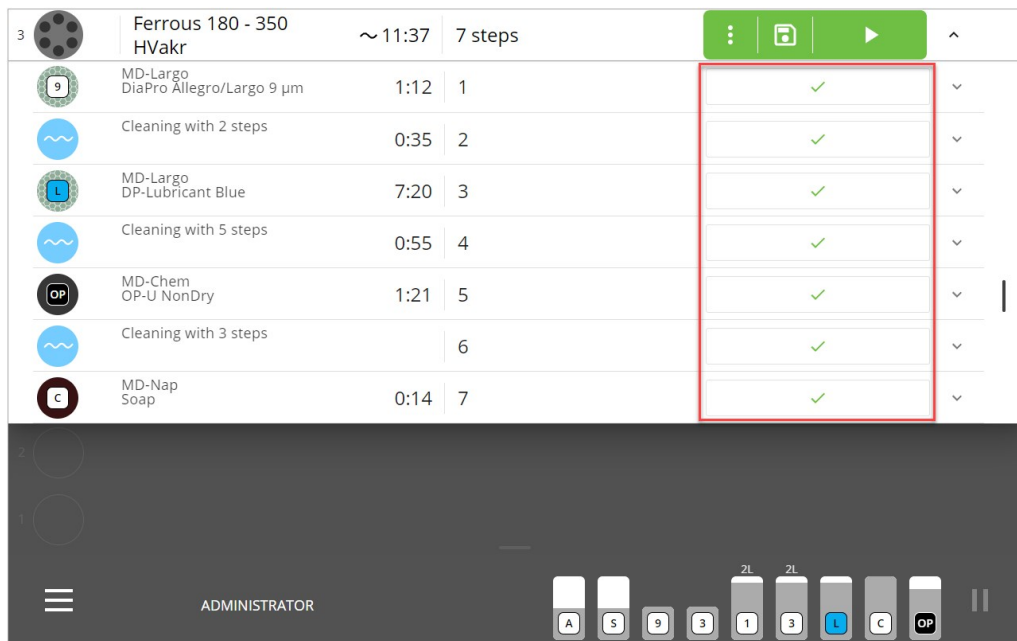 3 Ferrous 180 - 350 HVakr ~ 11:37 7 steps
9 MD-Largo
DiaPro Allegro/Largo 9 µm 1:12 1
Cleaning with 2 steps 0:35 2
L MD-Largo
DP-Lubricant Blue 7:20 3
Cleaning with 5 steps 0:55 4
OP MD-Chem
OP-U NonDry 1:21 5
Cleaning with 3 steps 6
C MD-Nap
Soap 0:14 7
2
1
2L 2L
ADMINISTRATOR A S 9 3 1 3 L C OP